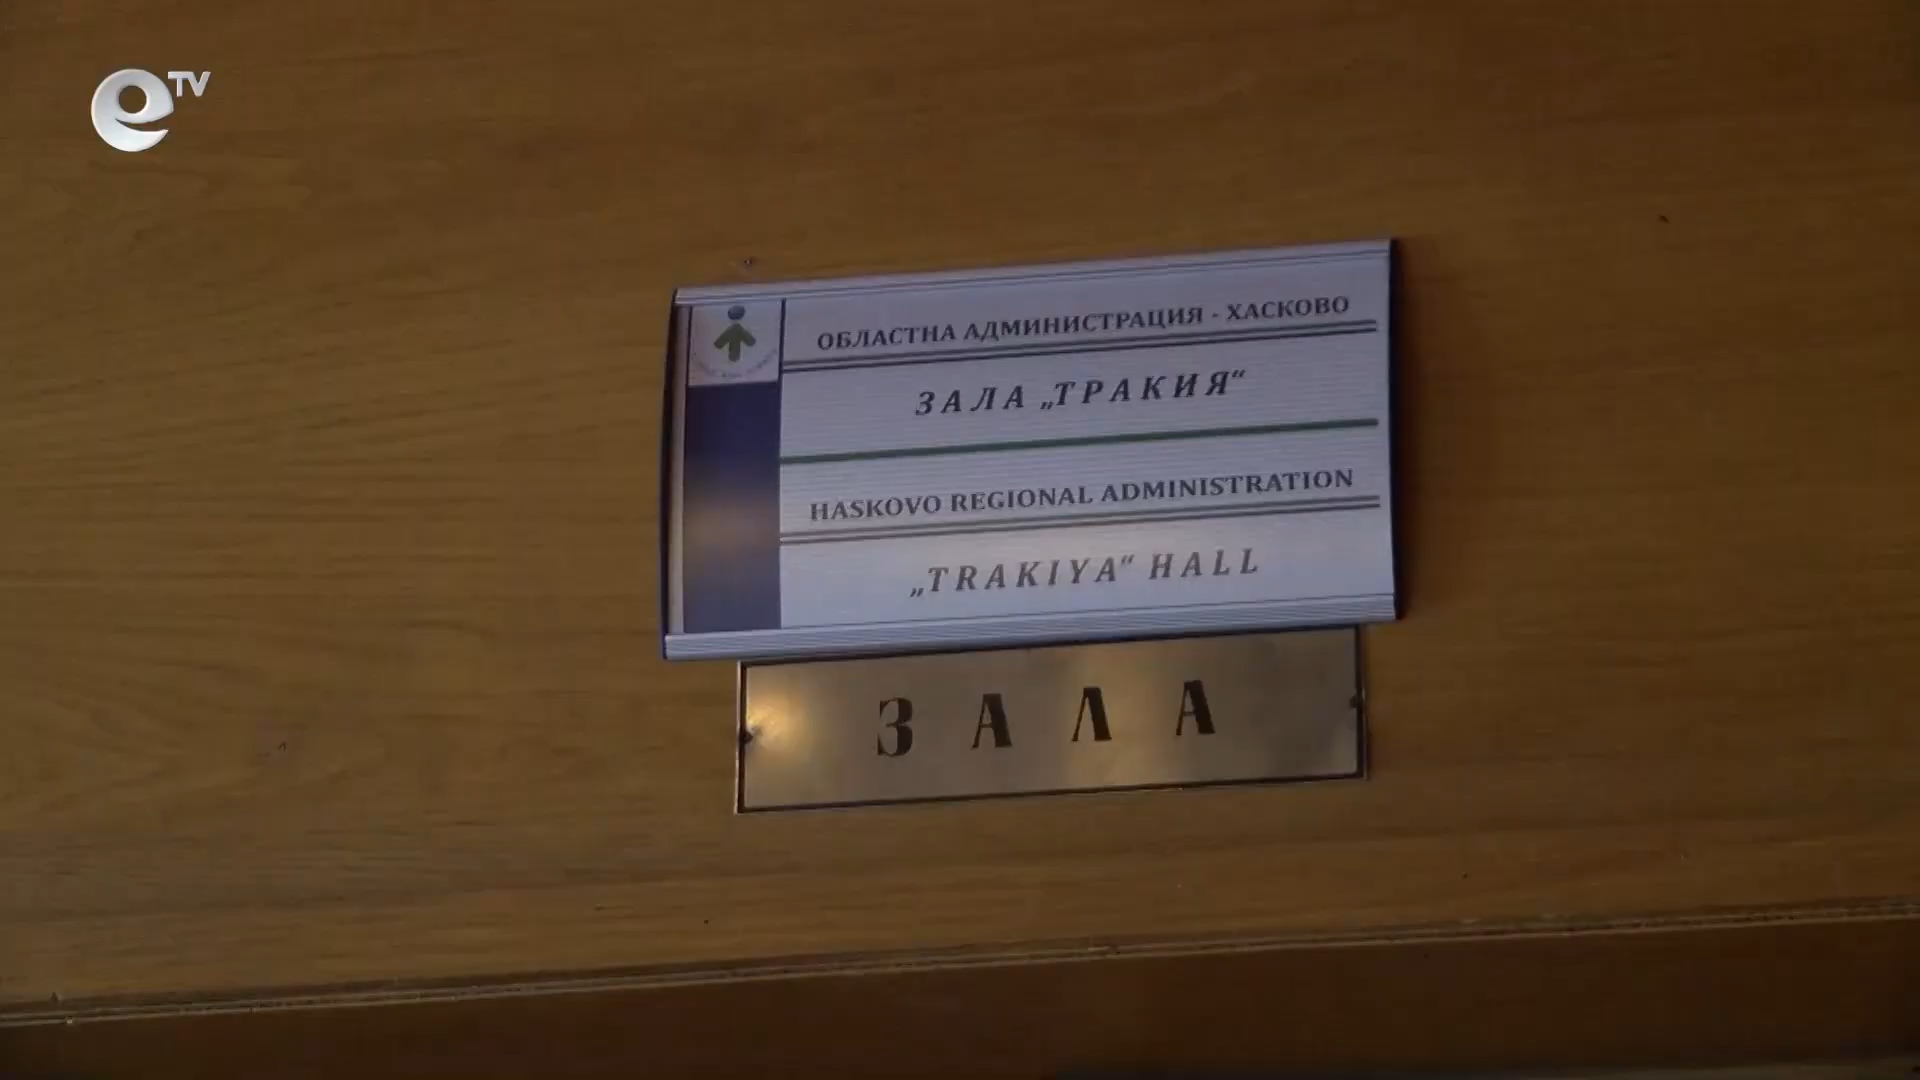 eTV
ОБЛАСТНА АДМИНИСТРАЦИЯ - ХАСКОВО
ЗАЛА „ТРАКИЯ“
HASKOVO REGIONAL ADMINISTRATION
„TRAKIYA“ HALL
ЗАЛА